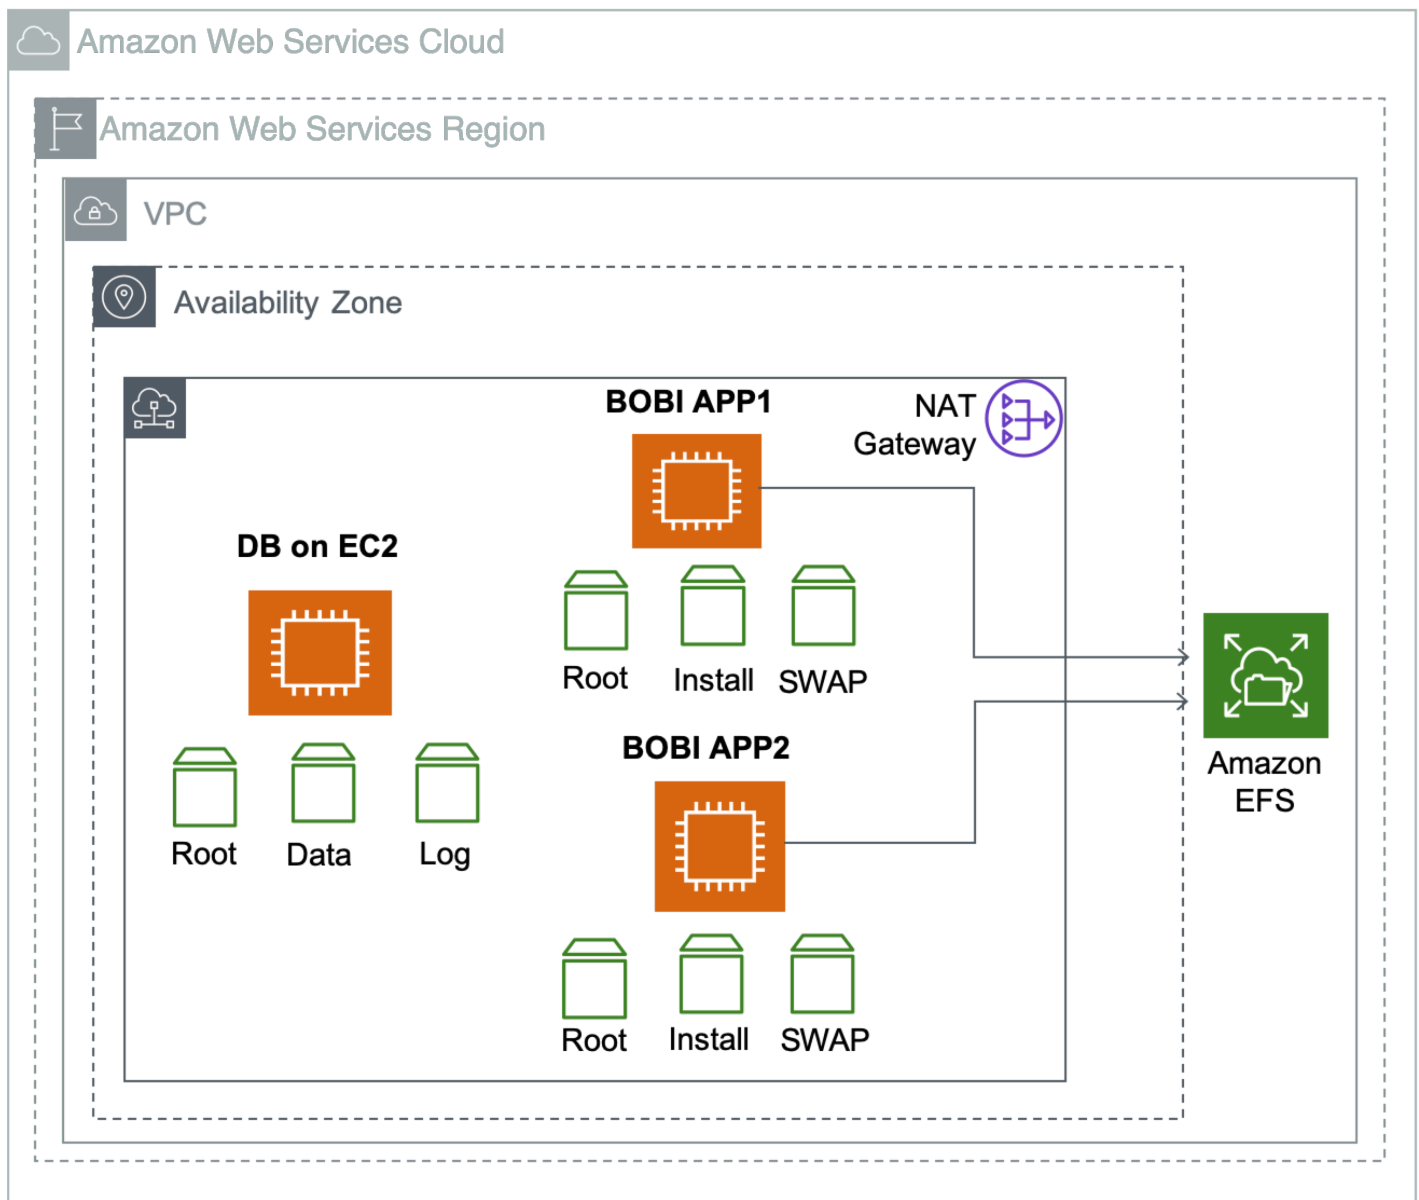 Amazon Web Services Cloud
Amazon Web Services Region
VPC
Availability Zone
BOBI APP1
NAT
Gateway
DB on EC2
Root
Install
SWAP
BOBI APP2
Amazon
EFS
Root
Data
Log
Root
Install
SWAP